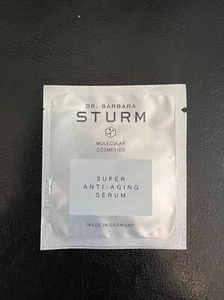 DR. BARBARA
STURM
MOLECULAR
COSMETICS
SUPER
ANTI-AGING
SERUM
MADE IN GERMANY